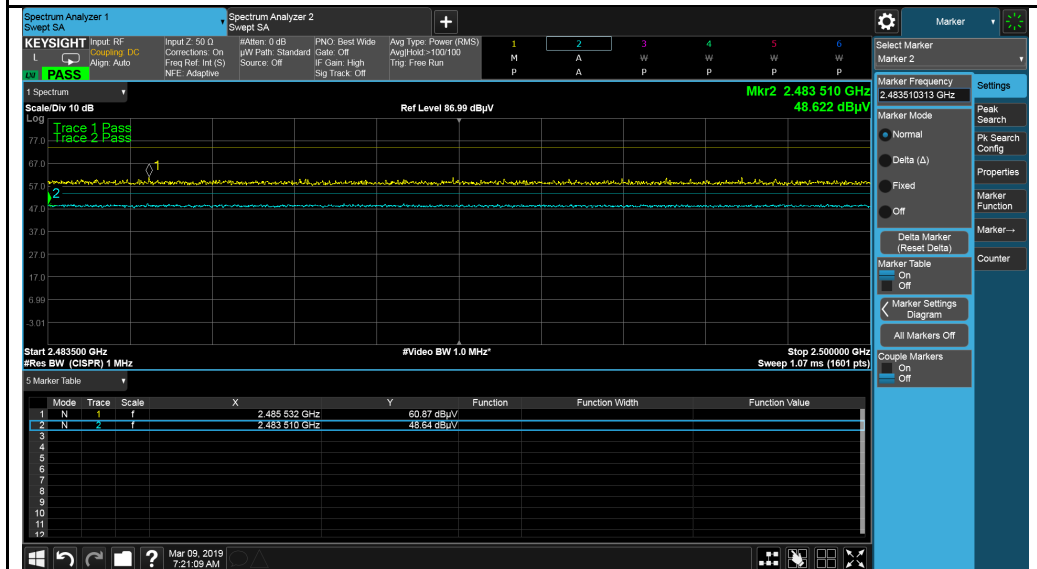 Spectrum Analyzer 1
Swept SA
Spectrum Analyzer 2
Swept SA
+
Marker
KEYSIGHT
L
LXI
PASS
Input: RF
Coupling: DC
Align: Auto
Input Z: 50 Ω
Corrections: On
Freq Ref: Int (S)
NFE: Adaptive
#Atten: 0 dB
µW Path: Standard
Source: Off
PNO: Best Wide
Gate: Off
IF Gain: High
Sig Track: Off
Avg Type: Power (RMS)
Avg|Hold:>100/100
Trig: Free Run
1 2 3 4 5 6
M A W W W W
P A P P P P
1 Spectrum
Scale/Div 10 dB
Ref Level 86.99 dBµV
Mkr2 2.483 510 GHz
48.622 dBµV
Log
Trace 1 Pass
Trace 2 Pass
77.0
67.0
57.0
47.0
37.0
27.0
17.0
6.99
-3.01
1
2
Start 2.483500 GHz
#Video BW 1.0 MHz*
Stop 2.500000 GHz
#Res BW (CISPR) 1 MHz
Sweep 1.07 ms (1601 pts)
5 Marker Table
Mode Trace Scale X Y Function Function Width Function Value
1 N 1 f 2.485 532 GHz 60.87 dBµV
2 N 2 f 2.483 510 GHz 48.64 dBµV
3
4
5
6
7
8
9
10
11
12
?
Mar 09, 2019
7:21:09 AM
Select Marker
Marker 2
Marker Frequency
2.483510313 GHz
Marker Mode
Normal
Delta (Δ)
Fixed
Off
Delta Marker
(Reset Delta)
Marker Table
On
Off
Marker Settings
Diagram
All Markers Off
Couple Markers
On
Off
Settings
Peak
Search
Pk Search
Config
Properties
Marker
Function
Marker→
Counter